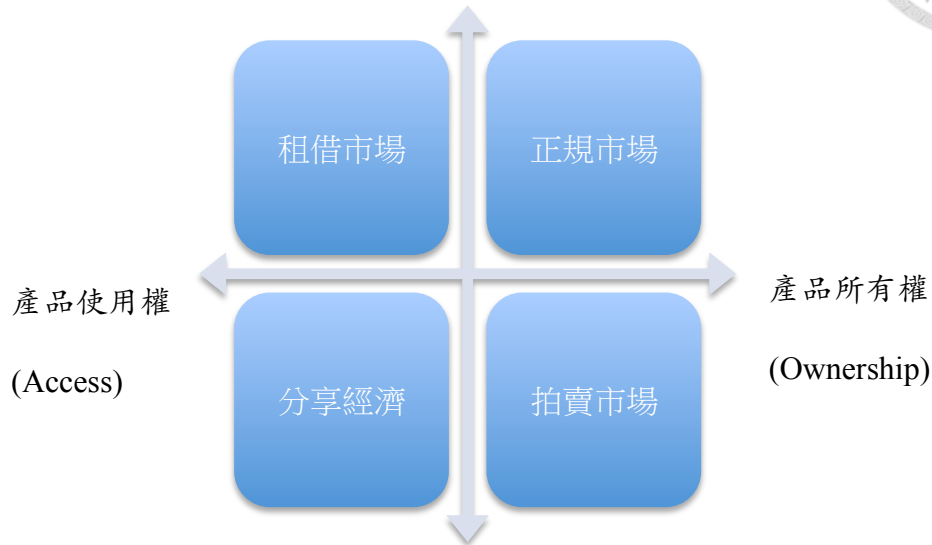 租借市場
正規市場
產品使用權
(Access)
產品所有權
(Ownership)
分享經濟
拍賣市場